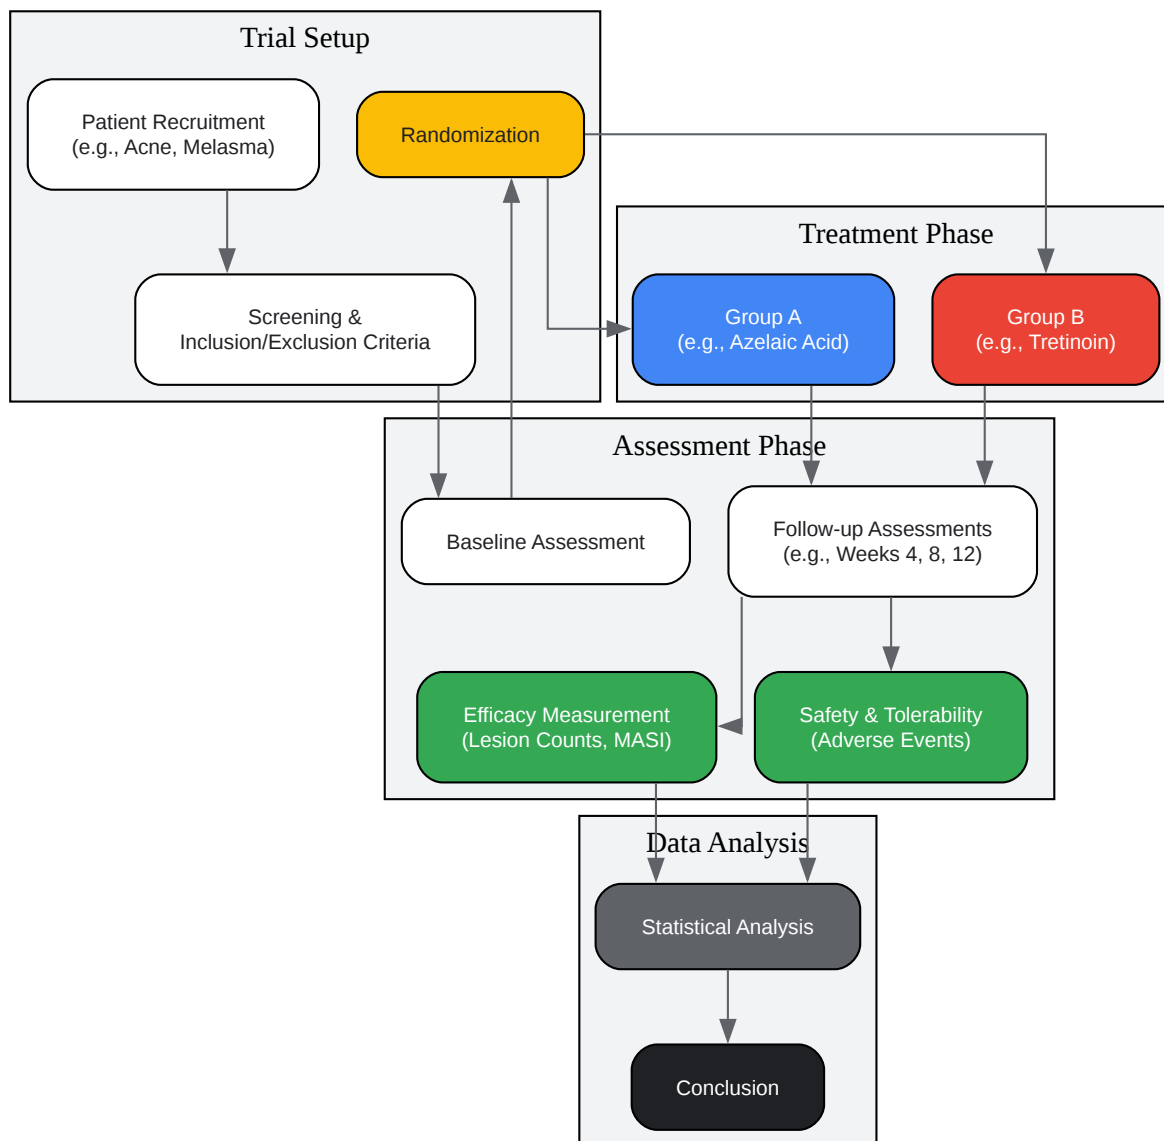 Trial Setup
Patient Recruitment
(e.g., Acne, Melasma)
Randomization
Screening &
Inclusion/Exclusion Criteria
Treatment Phase
Group A
(e.g., Azelaic Acid)
Group B
(e.g., Tretinoin)
Assessment Phase
Baseline Assessment
Follow-up Assessments
(e.g., Weeks 4, 8, 12)
Efficacy Measurement
(Lesion Counts, MASI)
Safety & Tolerability
(Adverse Events)
Data Analysis
Statistical Analysis
Conclusion